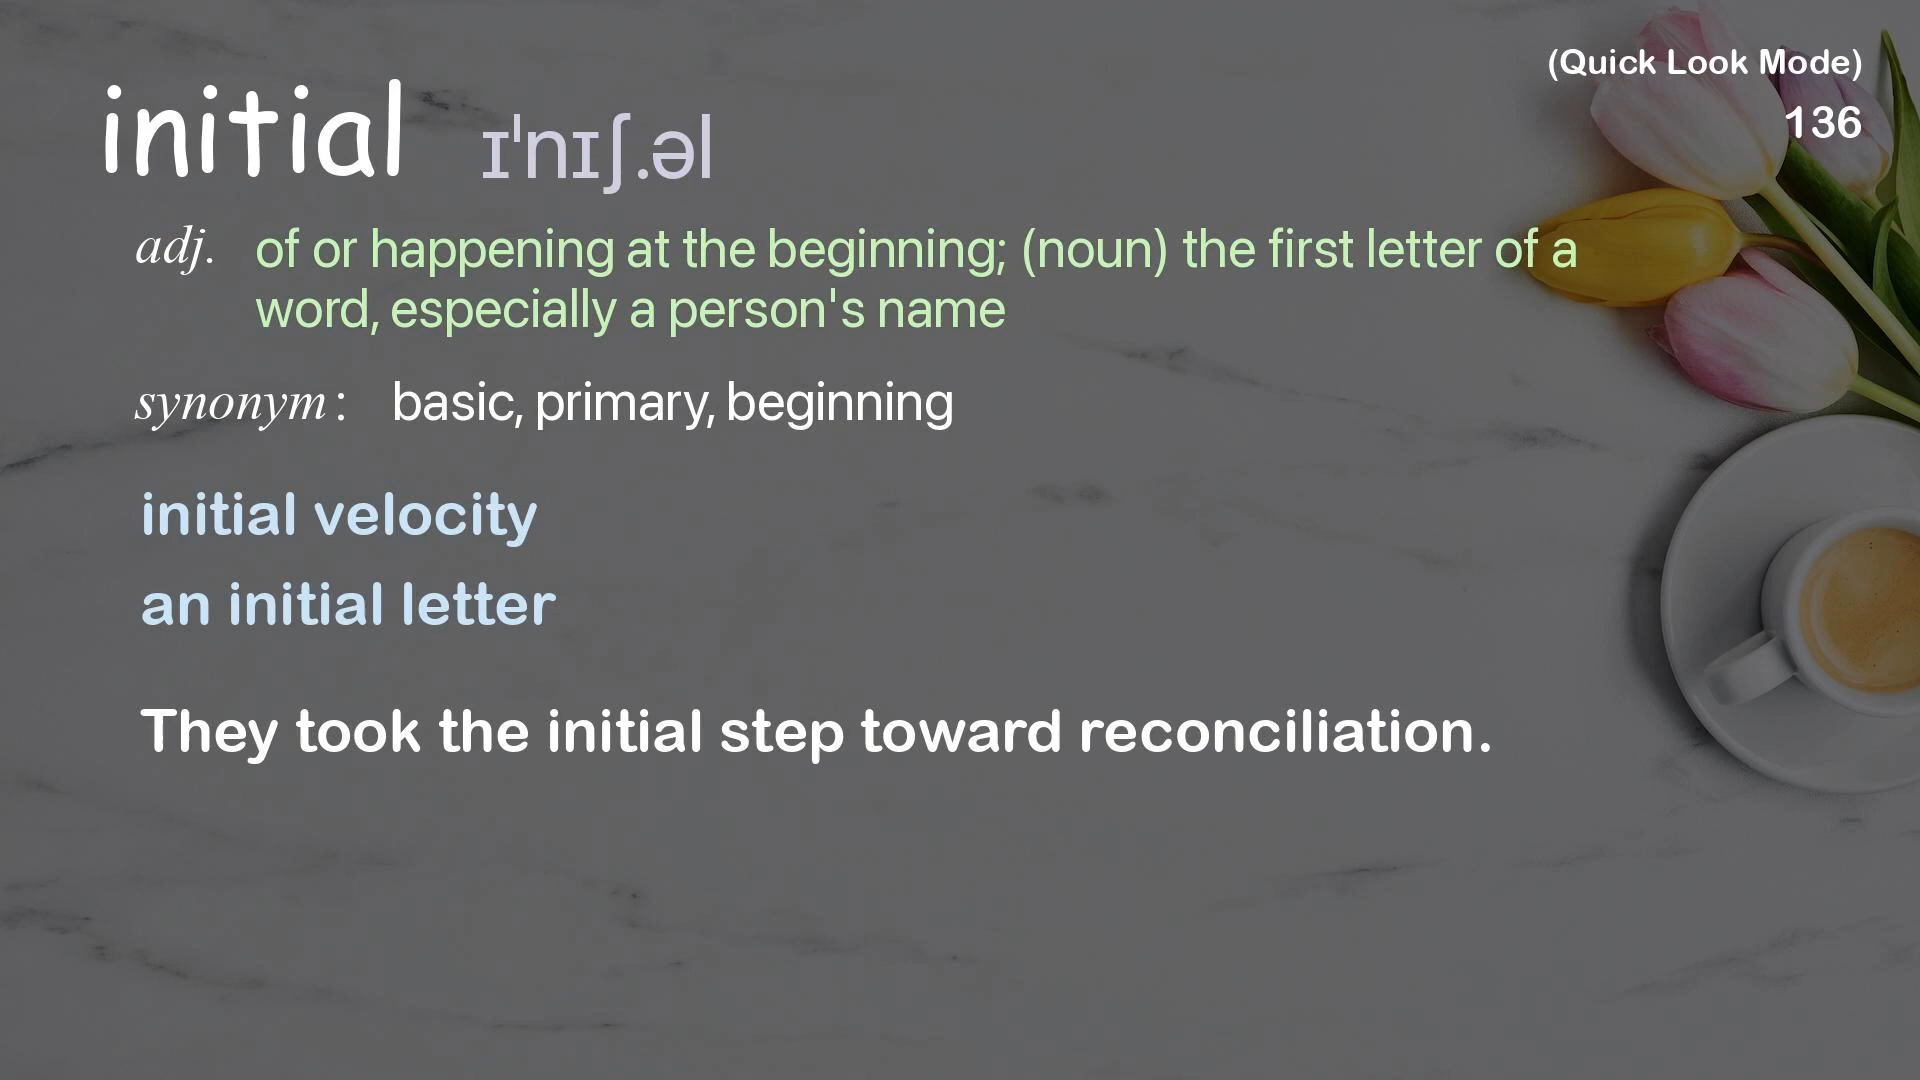 (Quick Look Mode)
136
initial ɪˈnɪʃ.əl
adj. of or happening at the beginning; (noun) the first letter of a
word, especially a person's name
synonym: basic, primary, beginning
initial velocity
an initial letter
They took the initial step toward reconciliation.